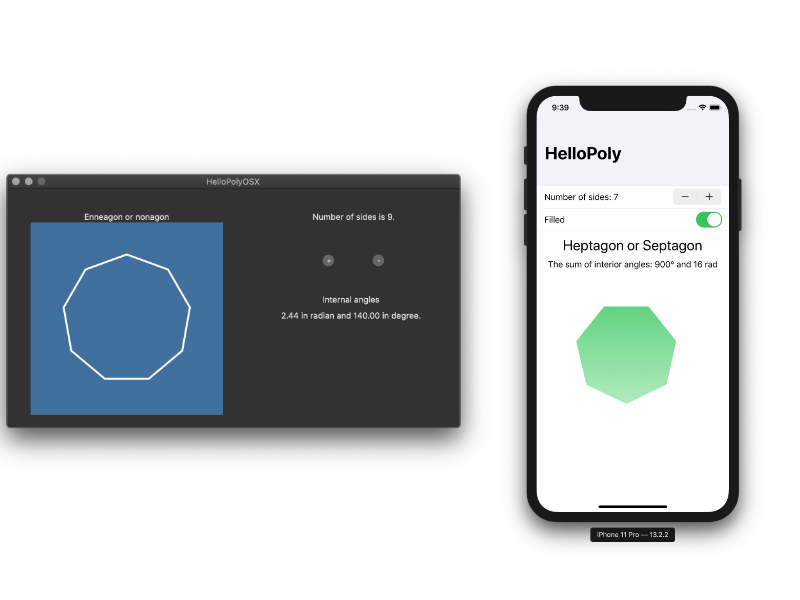 HelloPolyOSX
Enneagon or nonagon
Number of sides is 9.
+
-
Internal angles
2.44 in radian and 140.00 in degree.
9:39
HelloPoly
Number of sides: 7
− +
Filled
Heptagon or Septagon
The sum of interior angles: 900° and 16 rad
iPhone 11 Pro — 13.2.2